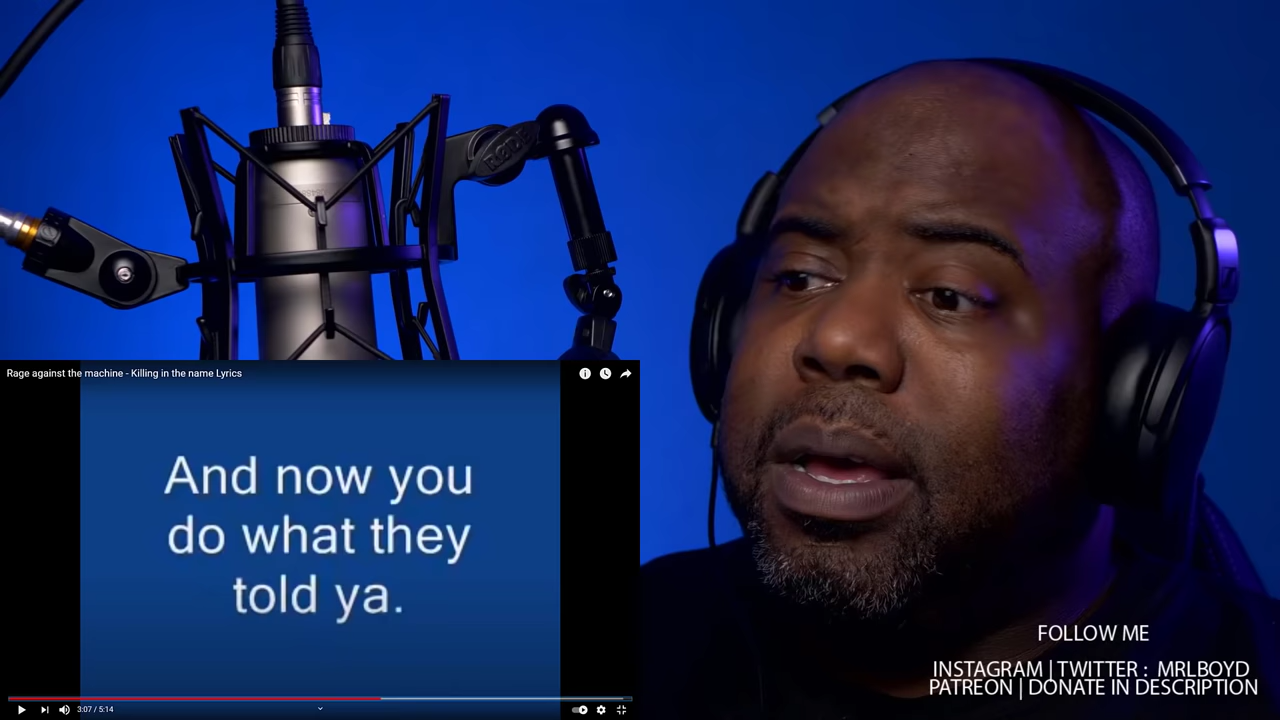 RODE
Rage against the machine - Killing in the name Lyrics
And now you
do what they
told ya.
3:07 / 5:14
FOLLOW ME
INSTAGRAM | TWITTER : MRLBOYD
PATREON | DONATE IN DESCRIPTION